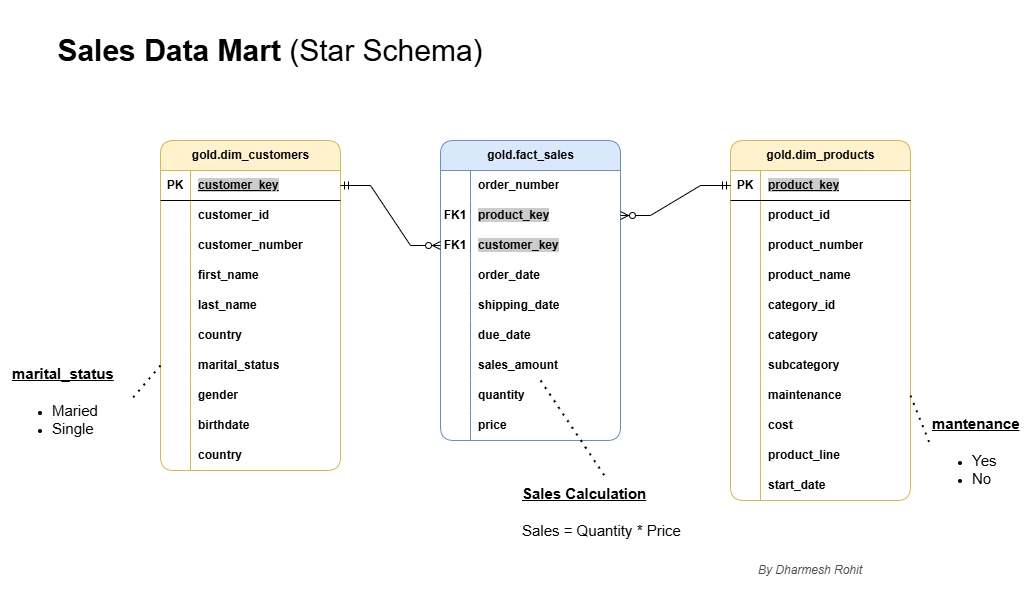 Sales Data Mart (Star Schema)
gold.dim_customers
PK customer_key
customer_id
customer_number
first_name
last_name
country
marital_status
gender
birthdate
country
gold.fact_sales
order_number
FK1 product_key
FK1 customer_key
order_date
shipping_date
due_date
sales_amount
quantity
price
gold.dim_products
PK product_key
product_id
product_number
product_name
category_id
category
subcategory
maintenance
cost
product_line
start_date
marital_status
• Maried
• Single
Sales Calculation
Sales = Quantity * Price
mantenance
• Yes
• No
By Dharmesh Rohit